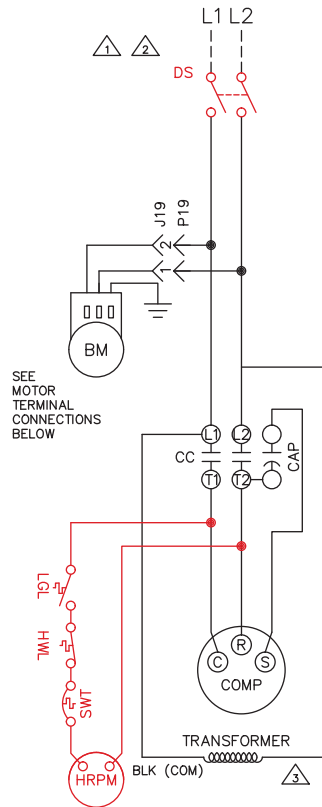 L1 L2
1 2
DS
J19 P19
2
1
BM
SEE
MOTOR
TERMINAL
CONNECTIONS
BELOW
L1 L2
CC
CAP
T1 T2
LGL
HWL
SWT
R
C S
COMP
TRANSFORMER
HRPM
BLK (COM)
3